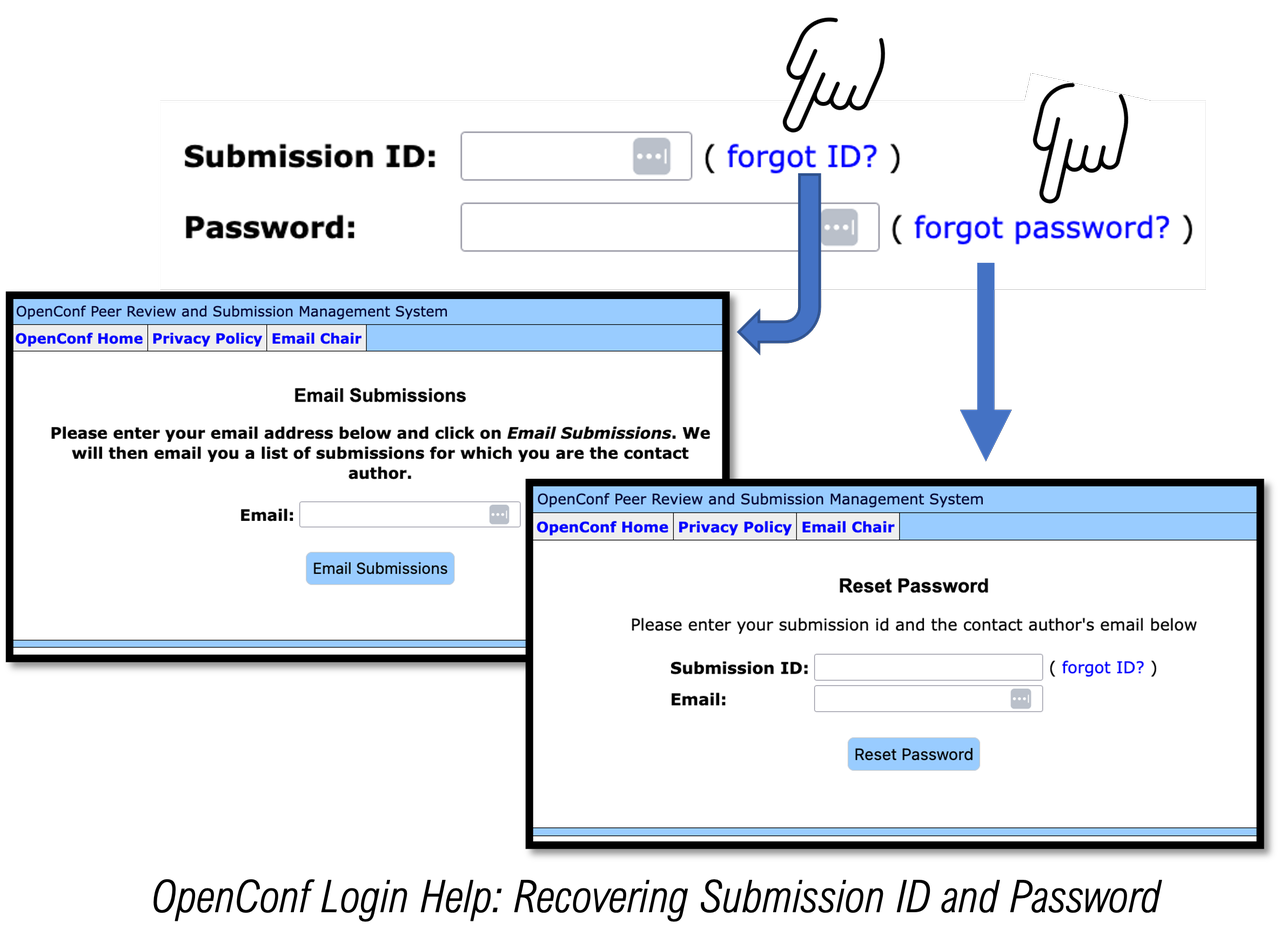 Submission ID: ( forgot ID? )
Password: ( forgot password? )
OpenConf Peer Review and Submission Management System
OpenConf Home Privacy Policy Email Chair
Email Submissions
Please enter your email address below and click on Email Submissions. We
will then email you a list of submissions for which you are the contact
author.
Email:
Email Submissions
OpenConf Peer Review and Submission Management System
OpenConf Home Privacy Policy Email Chair
Reset Password
Please enter your submission id and the contact author's email below
Submission ID: ( forgot ID? )
Email:
Reset Password
OpenConf Login Help: Recovering Submission ID and Password